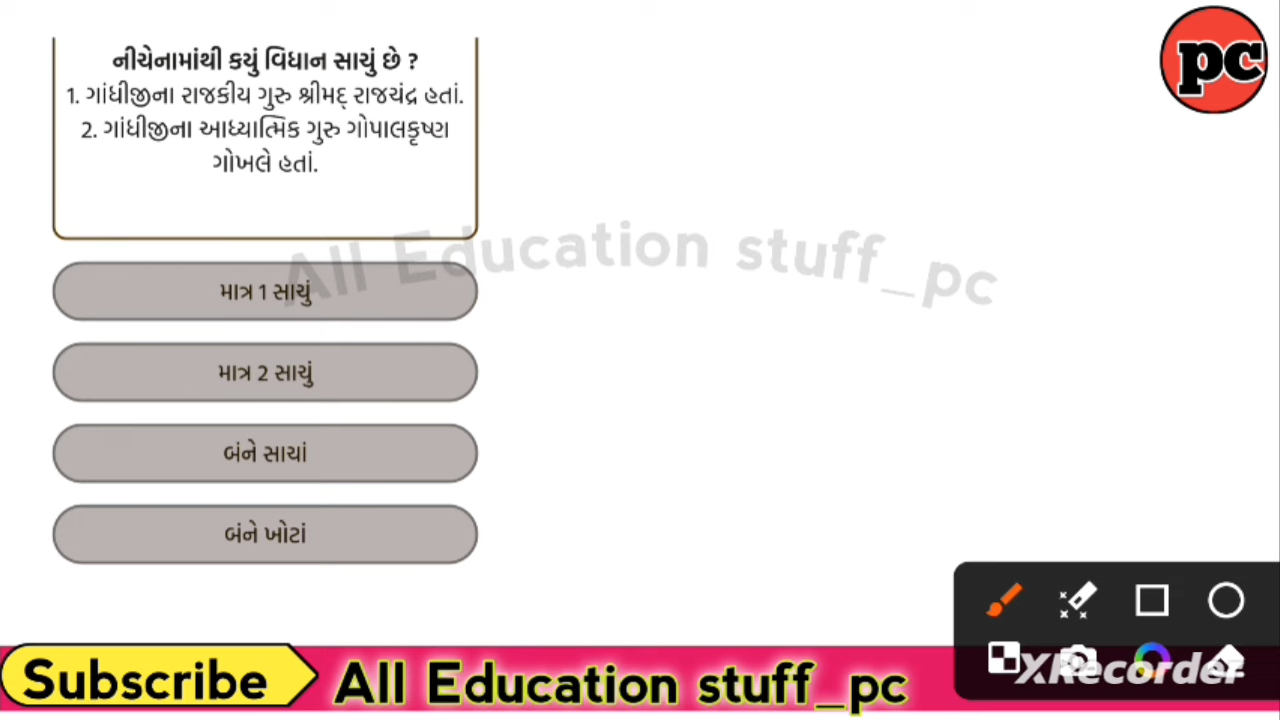 pc
નીચેનામાંથી કયું વિધાન સાચું છે ?
1. ગાંધીજીના રાજકીય ગુરુ શ્રીમદ્ રાજચંદ્ર હતાં.
2. ગાંધીજીના આધ્યાત્મિક ગુરુ ગોપાલકૃષ્ણ
ગોખલે હતાં.
All Education stuff_pc
માત્ર 1 સાચું
માત્ર 2 સાચું
બંને સાચાં
બંને ખોટાં
XRecorder
Subscribe All Education stuff_pc